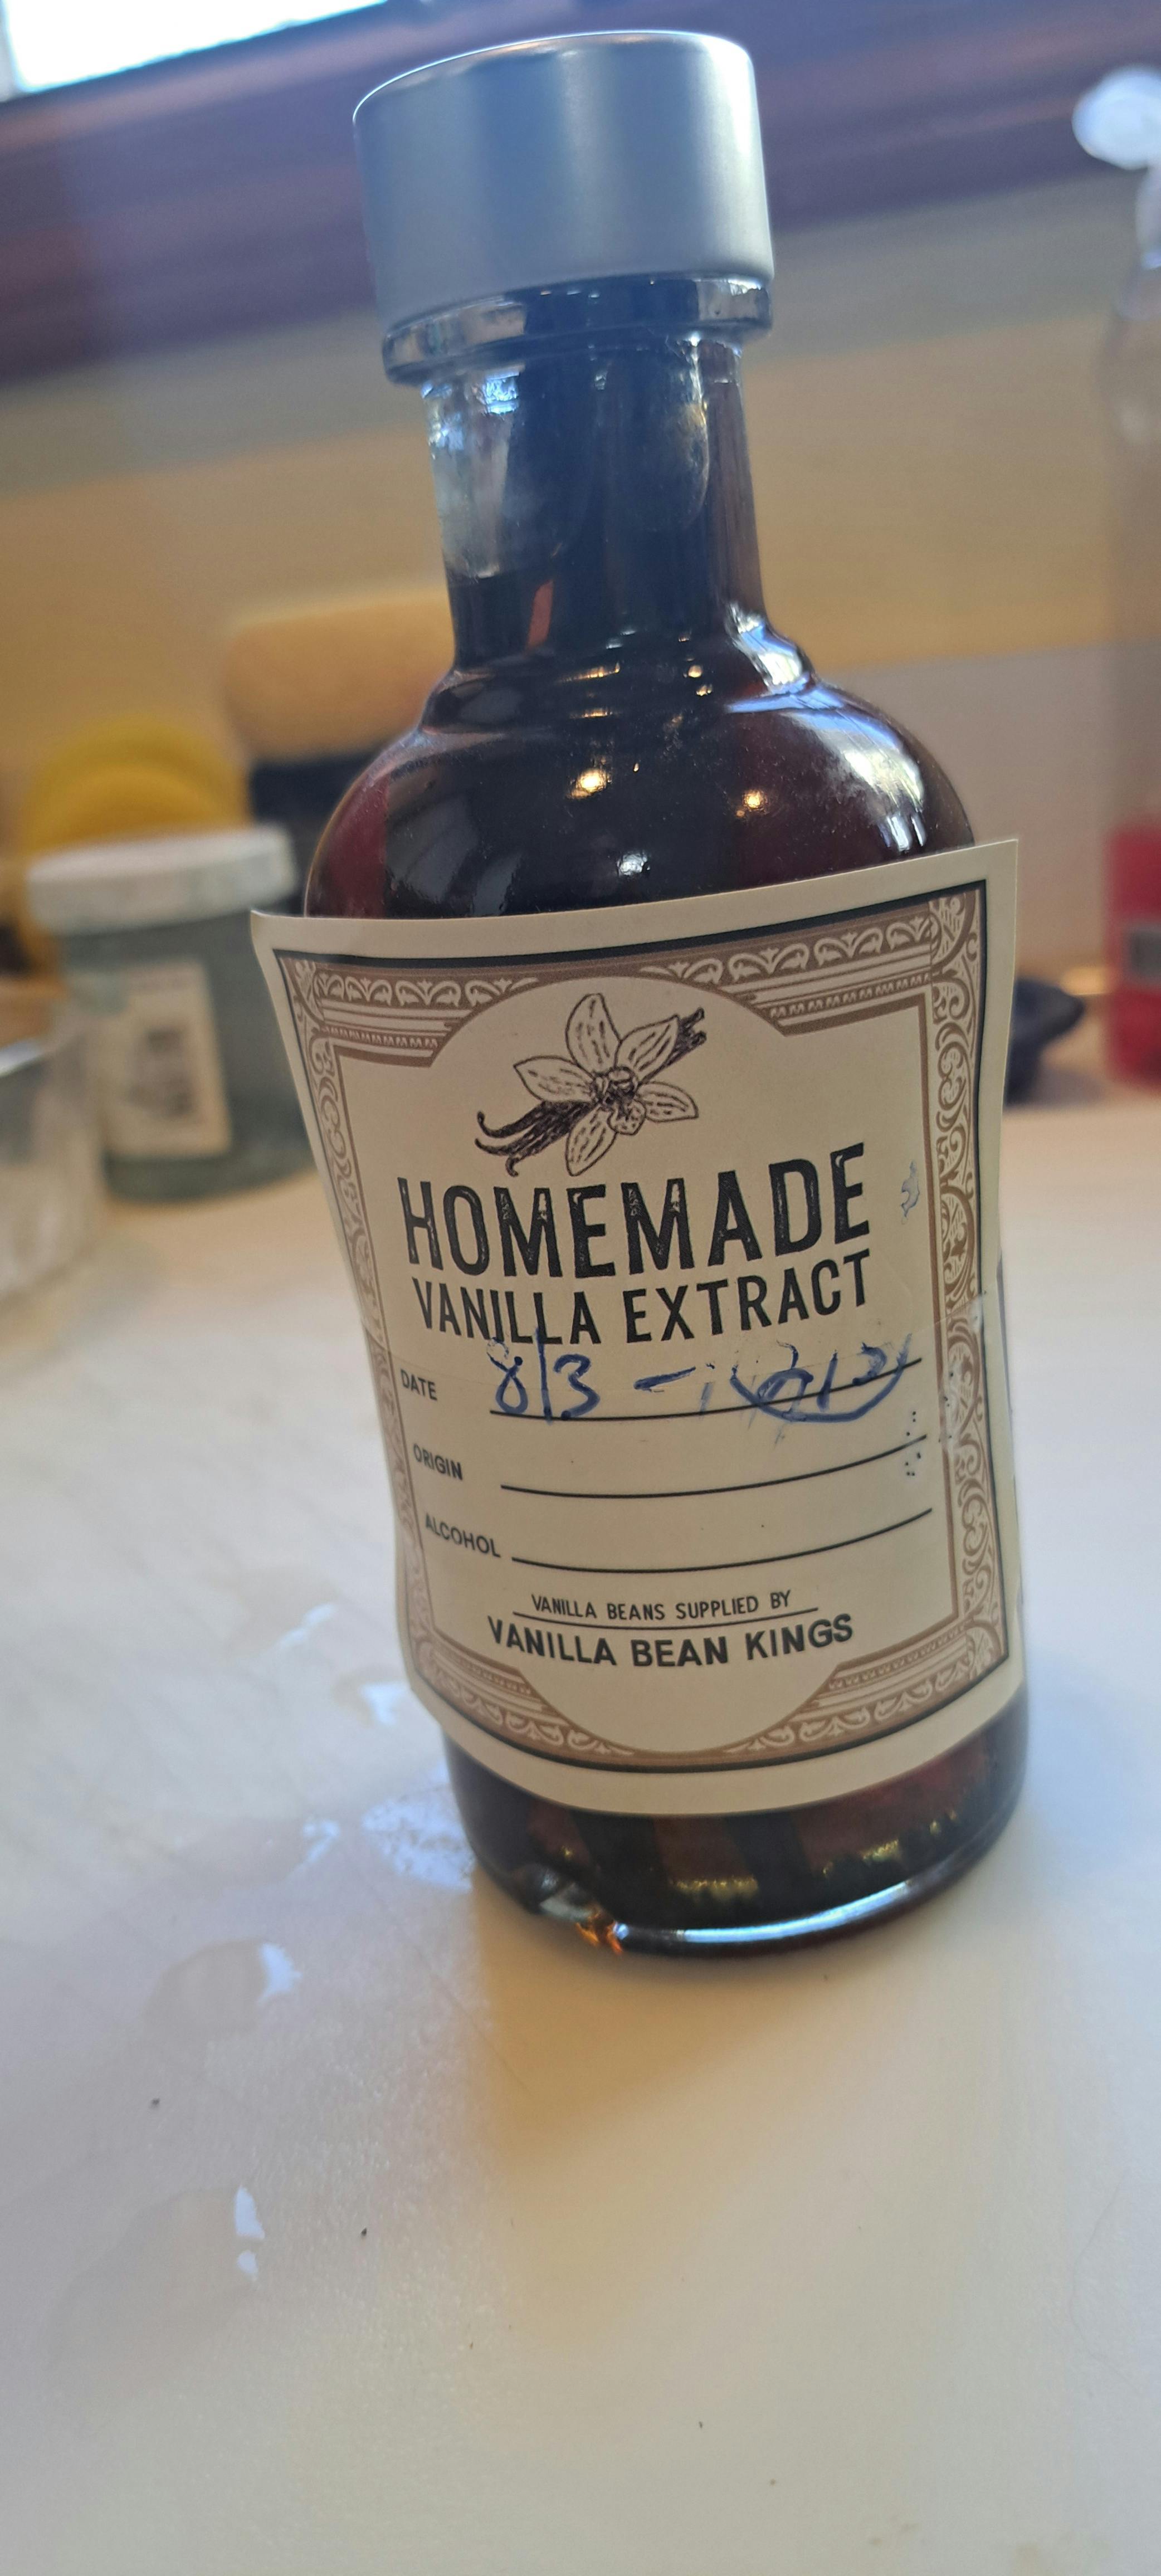 HOMEMADE
VANILLA EXTRACT
DATE 8/3 -
ORIGIN
ALCOHOL
VANILLA BEANS SUPPLIED BY
VANILLA BEAN KINGS